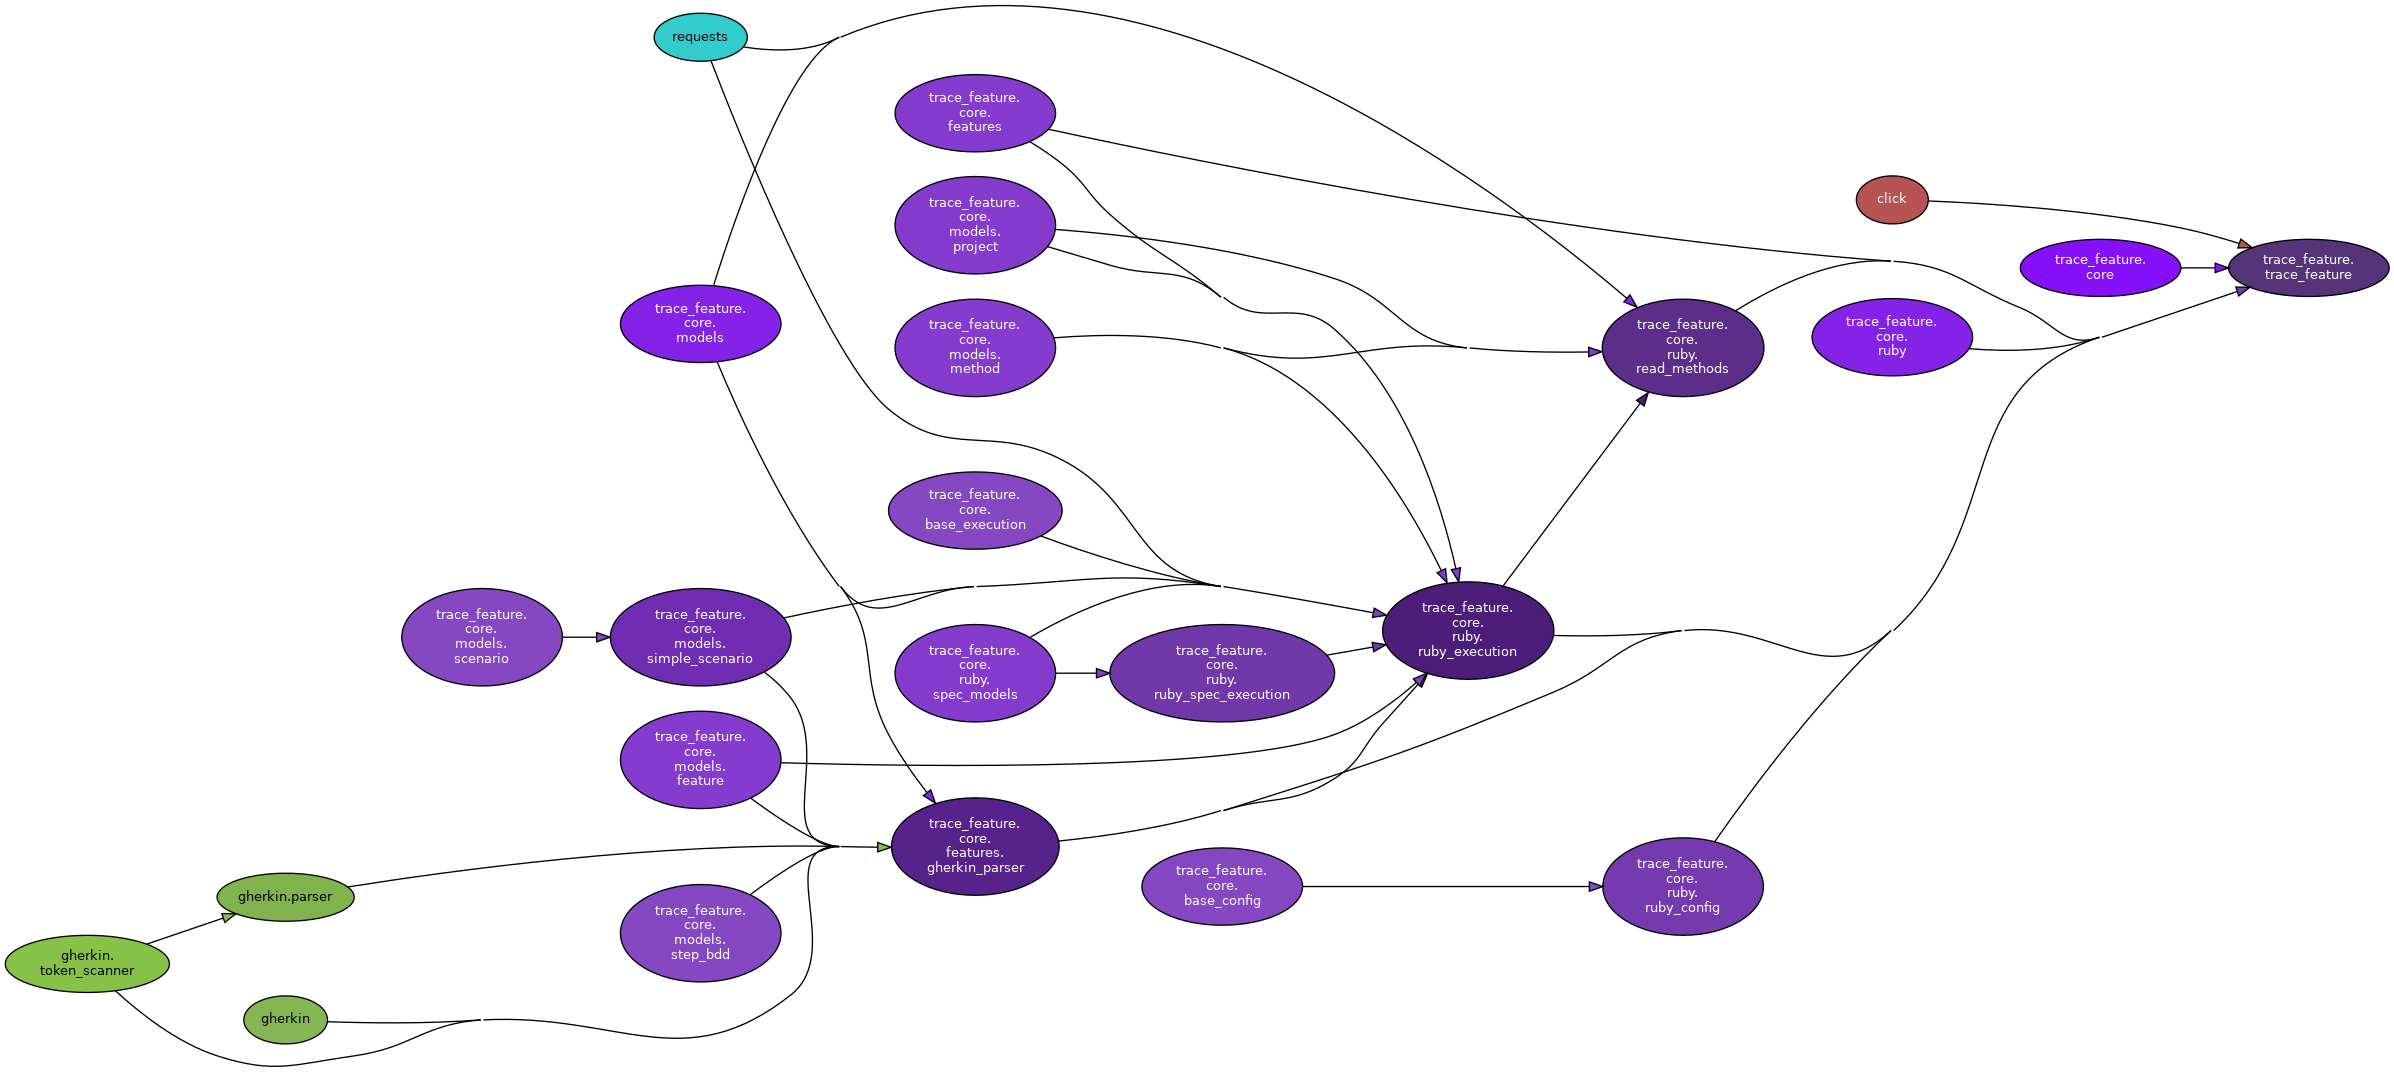 requests
trace_feature.
core.
features
trace_feature.
core.
models.
project
click
trace_feature.
core
trace_feature.
trace_feature
trace_feature.
core.
models
trace_feature.
core.
models.
method
trace_feature.
core.
ruby.
read_methods
trace_feature.
core.
ruby
trace_feature.
core.
base_execution
trace_feature.
core.
models.
scenario
trace_feature.
core.
models.
simple_scenario
trace_feature.
core.
ruby.
spec_models
trace_feature.
core.
ruby.
ruby_spec_execution
trace_feature.
core.
ruby.
ruby_execution
trace_feature.
core.
models.
feature
trace_feature.
core.
features.
gherkin_parser
trace_feature.
core.
base_config
trace_feature.
core.
ruby.
ruby_config
gherkin.parser
trace_feature.
core.
models.
step_bdd
gherkin.
token_scanner
gherkin